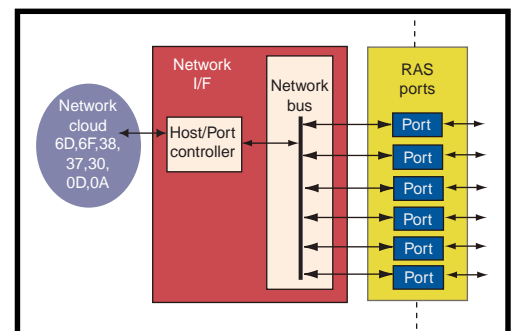 Network
cloud
6D,6F,38,
37,30,
0D,0A
Network
I/F
Host/Port
controller
Network
bus
RAS
ports
Port
Port
Port
Port
Port
Port